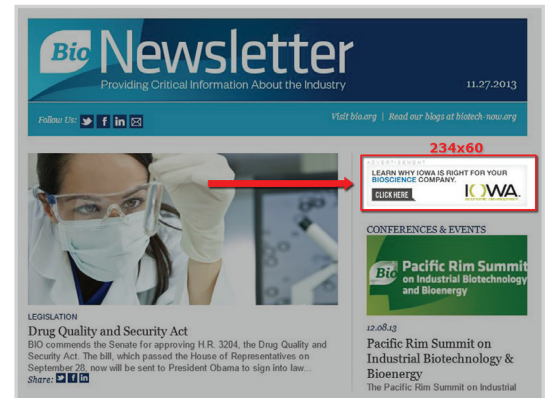 Bio Newsletter
Providing Critical Information About the Industry
11.27.2013
Follow Us:
Visit bio.org | Read our blogs at biotech-now.org
234x60
ADVERTISEMENT
LEARN WHY IOWA IS RIGHT FOR YOUR
BIOSCIENCE COMPANY.
CLICK HERE
IOWA.
CONFERENCES & EVENTS
Bio Pacific Rim Summit
on Industrial Biotechnology
and Bioenergy
LEGISLATION
Drug Quality and Security Act
BIO commends the Senate for approving H.R. 3204, the Drug Quality and
Security Act. The bill, which passed the House of Representatives on
September 28, now will be sent to President Obama to sign into law...
Share:
12.08.13
Pacific Rim Summit on
Industrial Biotechnology &
Bioenergy
The Pacific Rim Summit on Industrial